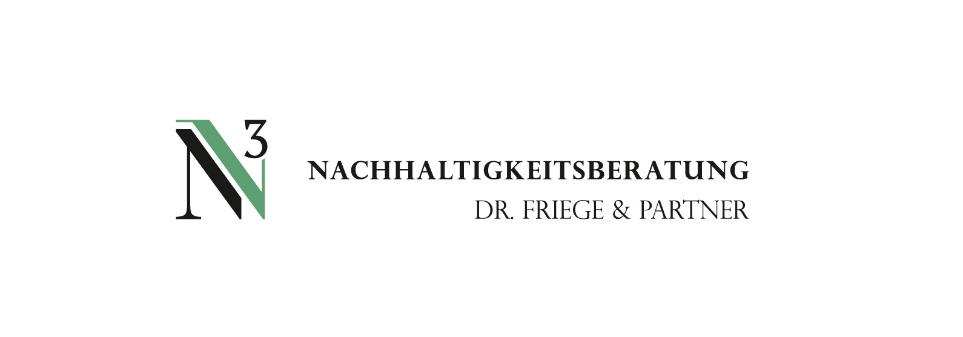 N³
NACHHALTIGKEITSBERATUNG
DR. FRIEGE & PARTNER